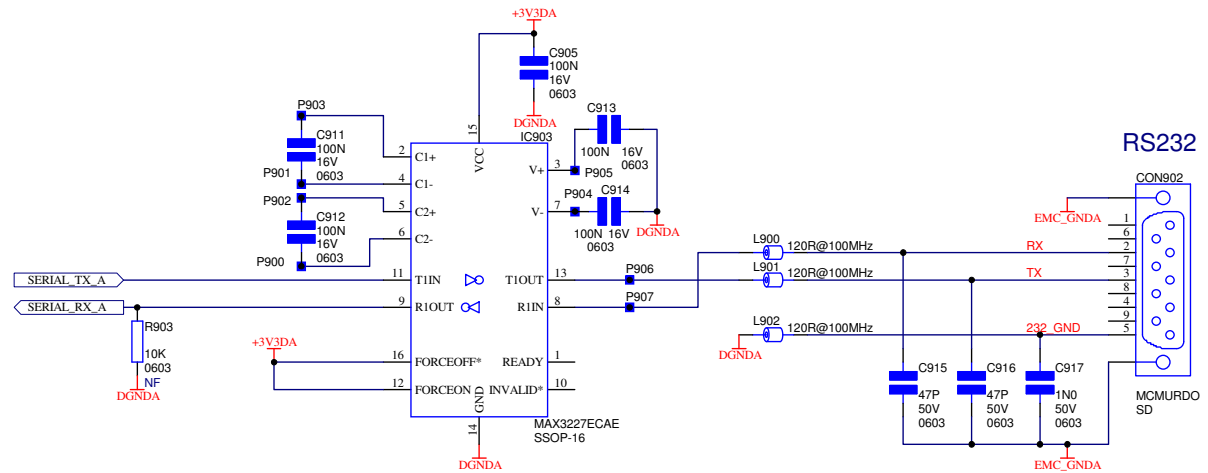 +3V3DA
C905
100N
16V
0603
DGNDA
P903
C911
100N
16V
0603
P901
P902
C912
100N
16V
0603
P900
IC903
15
VCC
2 C1+
4 C1-
5 C2+
6 C2-
V+ 3
V- 7
P905
P904
C913
100N 16V
0603
C914
100N 16V
0603
DGNDA
SERIAL_TX_A
11 T1IN
T1OUT 13
P906
SERIAL_RX_A
9 R1OUT
R1IN 8
P907
R903
10K
0603
NF
DGNDA
+3V3DA
16 FORCEOFF*
READY 1
12 FORCEON
INVALID* 10
GND
14
DGNDA
MAX3227ECAE
SSOP-16
L900 120R@100MHz
L901 120R@100MHz
L902 120R@100MHz
DGNDA
RX
TX
232_GND
C915
47P
50V
0603
C916
47P
50V
0603
C917
1N0
50V
0603
EMC_GNDA
RS232
CON902
EMC_GNDA
1
6
2
7
3
8
4
9
5
MCMURDO
SD